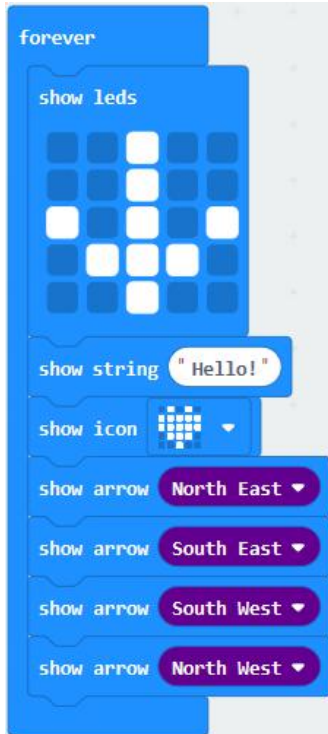 forever
show leds
show string "Hello!"
show icon
show arrow North East
show arrow South East
show arrow South West
show arrow North West